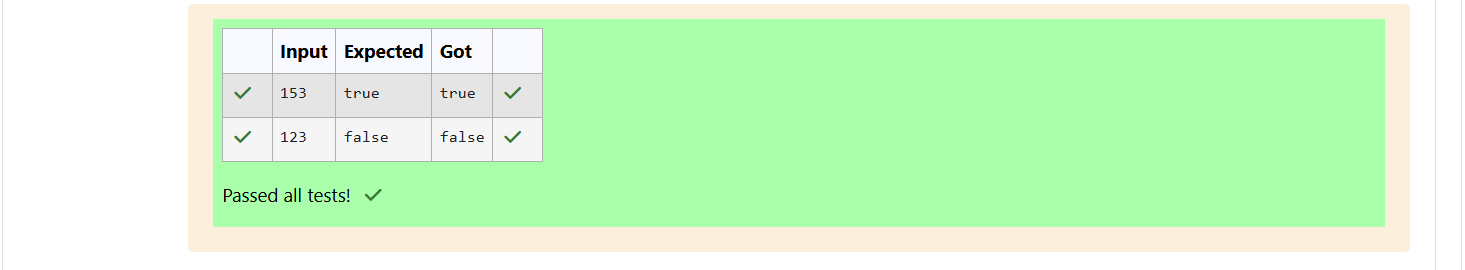 Input Expected Got
153 true true
123 false false
Passed all tests!